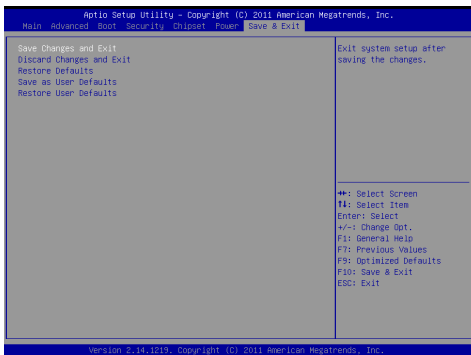 Aptio Setup Utility – Copyright (C) 2011 American Megatrends, Inc.
Main Advanced Boot Security Chipset Power Save & Exit
Save Changes and Exit
Discard Changes and Exit
Restore Defaults
Save as User Defaults
Restore User Defaults
Exit system setup after
saving the changes.
→←: Select Screen
↑↓: Select Item
Enter: Select
+/-: Change Opt.
F1: General Help
F7: Previous Values
F9: Optimized Defaults
F10: Save & Exit
ESC: Exit
Version 2.14.1219. Copyright (C) 2011 American Megatrends, Inc.